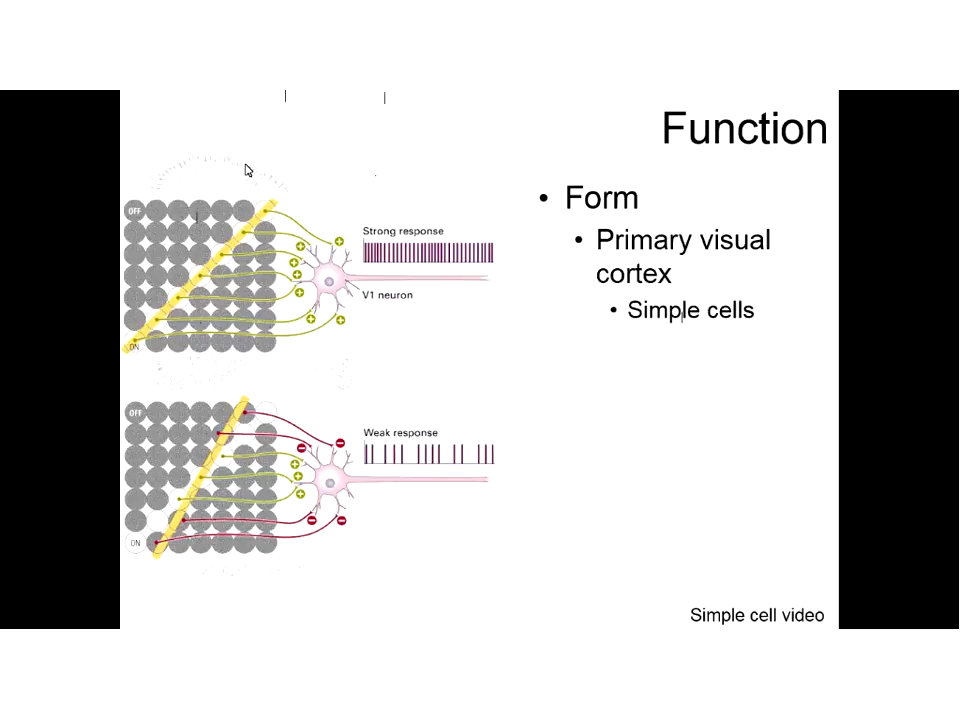 Function
• Form
• Primary visual
cortex
• Simple cells
OFF
Strong response
V1 neuron
ON
OFF
Weak response
ON
Simple cell video